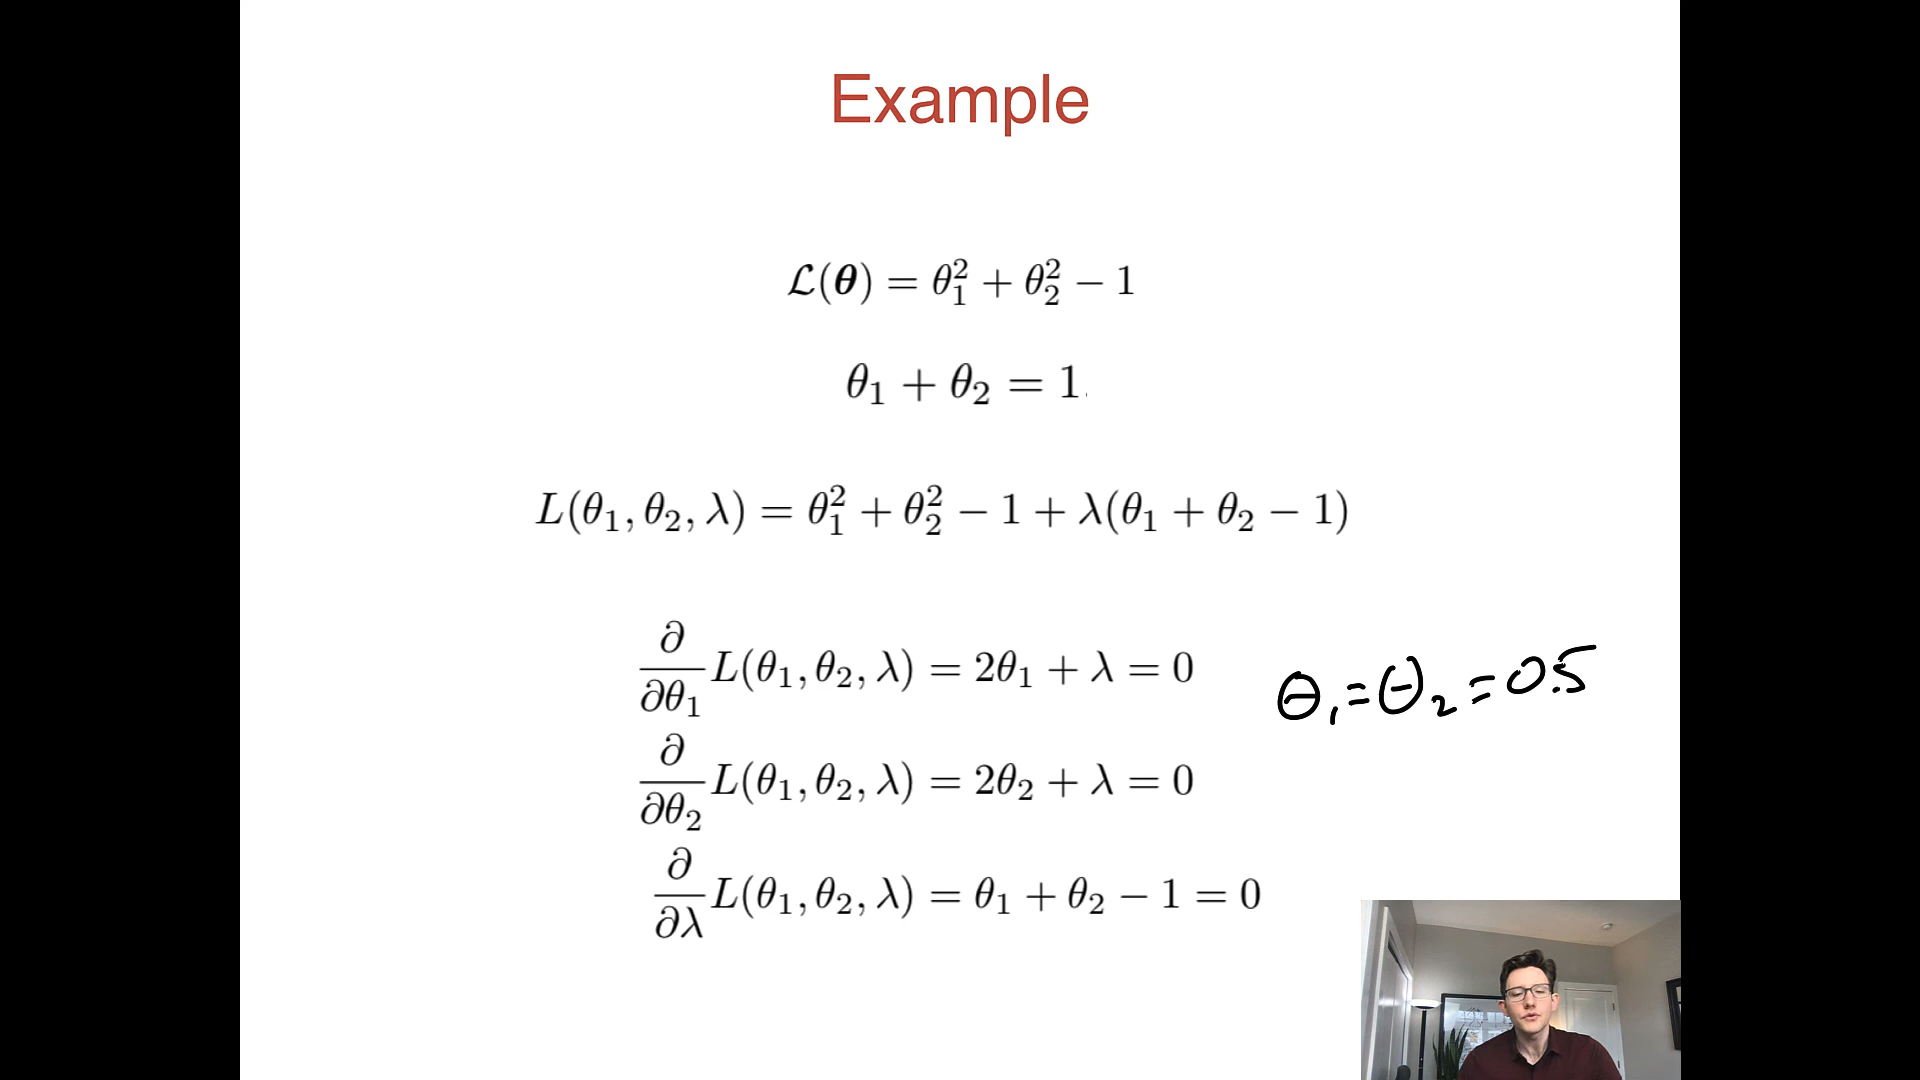 Example
ℒ(θ) = θ₁² + θ₂² − 1
θ₁ + θ₂ = 1.
L(θ₁, θ₂, λ) = θ₁² + θ₂² − 1 + λ(θ₁ + θ₂ − 1)
∂/∂θ₁ L(θ₁, θ₂, λ) = 2θ₁ + λ = 0
θ₁ = θ₂ = 0.5
∂/∂θ₂ L(θ₁, θ₂, λ) = 2θ₂ + λ = 0
∂/∂λ L(θ₁, θ₂, λ) = θ₁ + θ₂ − 1 = 0